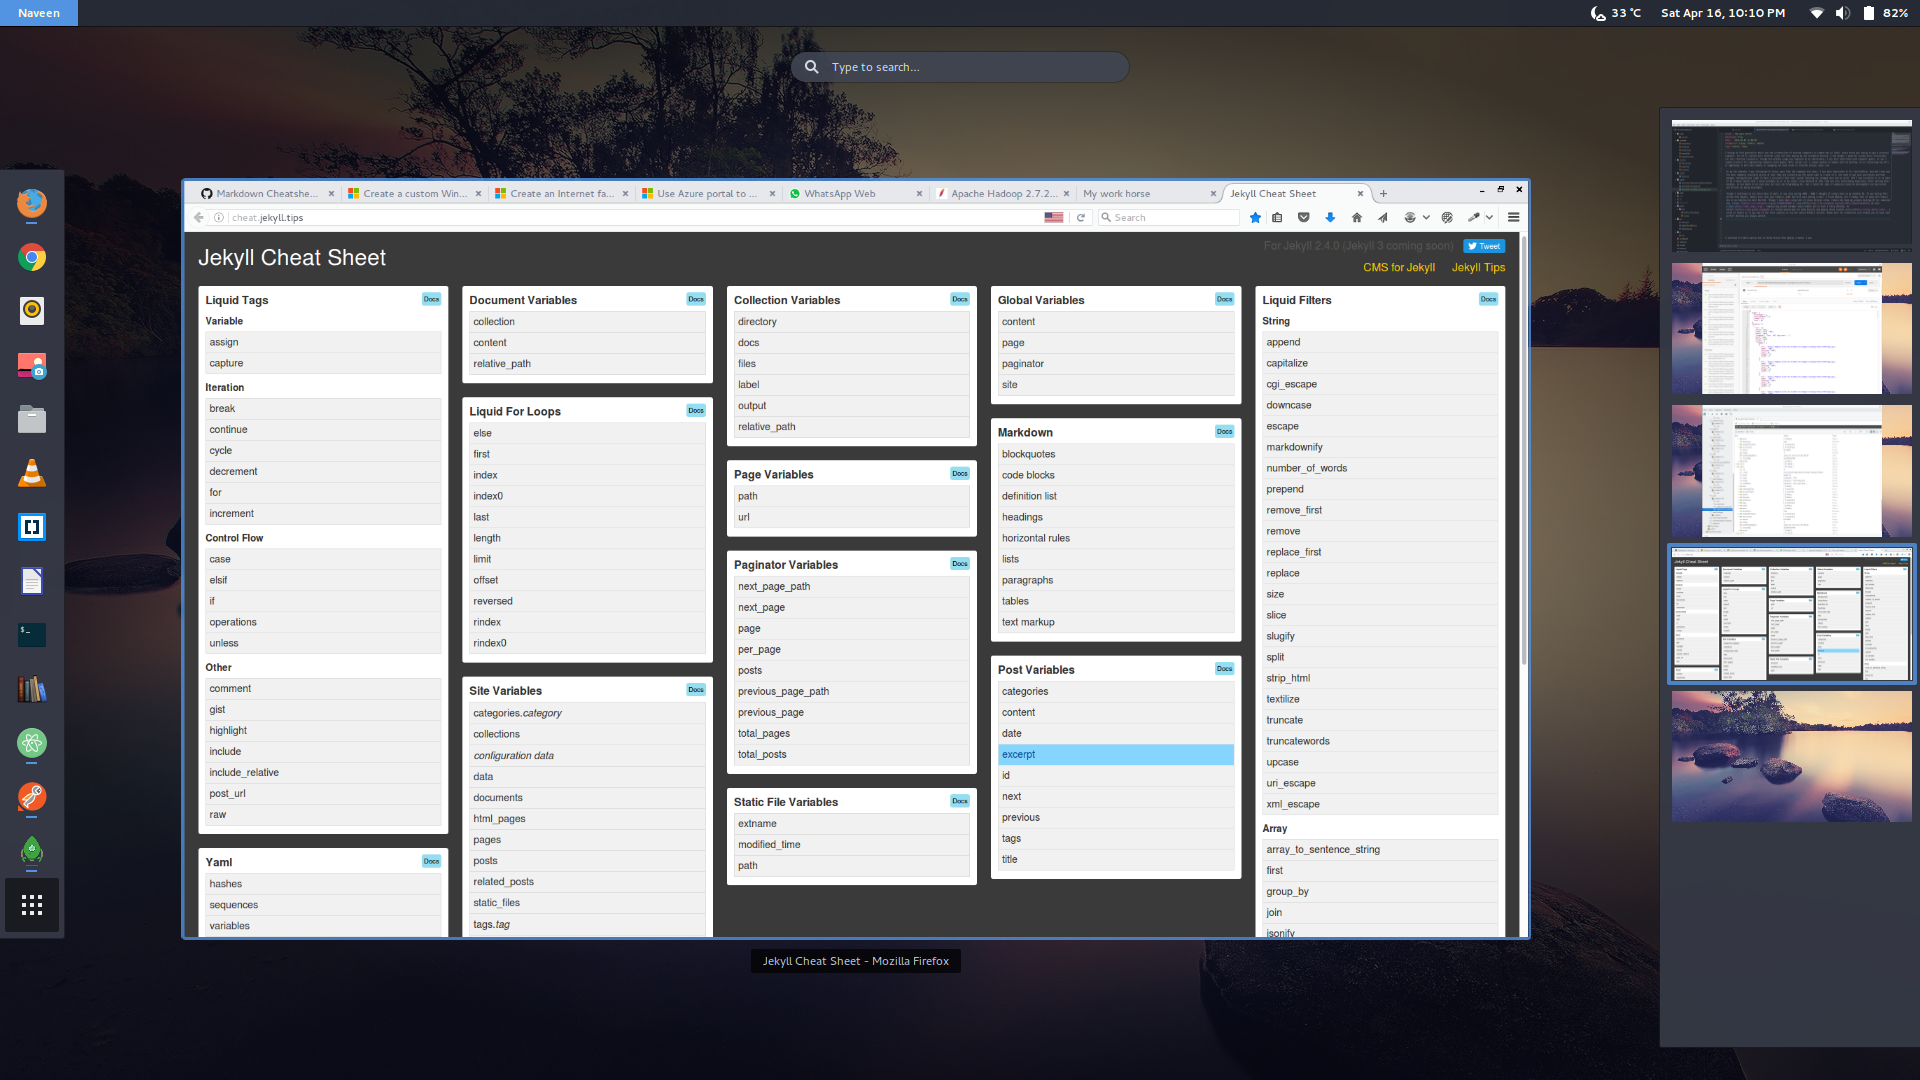 Naveen
33 °C
Sat Apr 16, 10:10 PM
82%
Type to search...
Markdown Cheatshe...
Create a custom Win...
Create an Internet fa...
Use Azure portal to ...
WhatsApp Web
Apache Hadoop 2.7.2...
My work horse
Jekyll Cheat Sheet
cheat.jekyll.tips
Search
Jekyll Cheat Sheet
For Jekyll 2.4.0 (Jekyll 3 coming soon)
Tweet
CMS for Jekyll
Jekyll Tips
Liquid Tags
Docs
Variable
assign
capture
Iteration
break
continue
cycle
decrement
for
increment
Control Flow
case
elsif
if
operations
unless
Other
comment
gist
highlight
include
include_relative
post_url
raw
Yaml
Docs
hashes
sequences
variables
Document Variables
Docs
collection
content
relative_path
Liquid For Loops
Docs
else
first
index
index0
last
length
limit
offset
reversed
rindex
rindex0
Site Variables
Docs
categories.category
collections
configuration data
data
documents
html_pages
pages
posts
related_posts
static_files
tags.tag
Collection Variables
Docs
directory
docs
files
label
output
relative_path
Page Variables
Docs
path
url
Paginator Variables
Docs
next_page_path
next_page
page
per_page
posts
previous_page_path
previous_page
total_pages
total_posts
Static File Variables
Docs
extname
modified_time
path
Global Variables
Docs
content
page
paginator
site
Markdown
Docs
blockquotes
code blocks
definition list
headings
horizontal rules
lists
paragraphs
tables
text markup
Post Variables
Docs
categories
content
date
excerpt
id
next
previous
tags
title
Liquid Filters
Docs
String
append
capitalize
cgi_escape
downcase
escape
markdownify
number_of_words
prepend
remove_first
remove
replace_first
replace
size
slice
slugify
split
strip_html
textilize
truncate
truncatewords
upcase
uri_escape
xml_escape
Array
array_to_sentence_string
first
group_by
join
jsonify
Jekyll Cheat Sheet - Mozilla Firefox